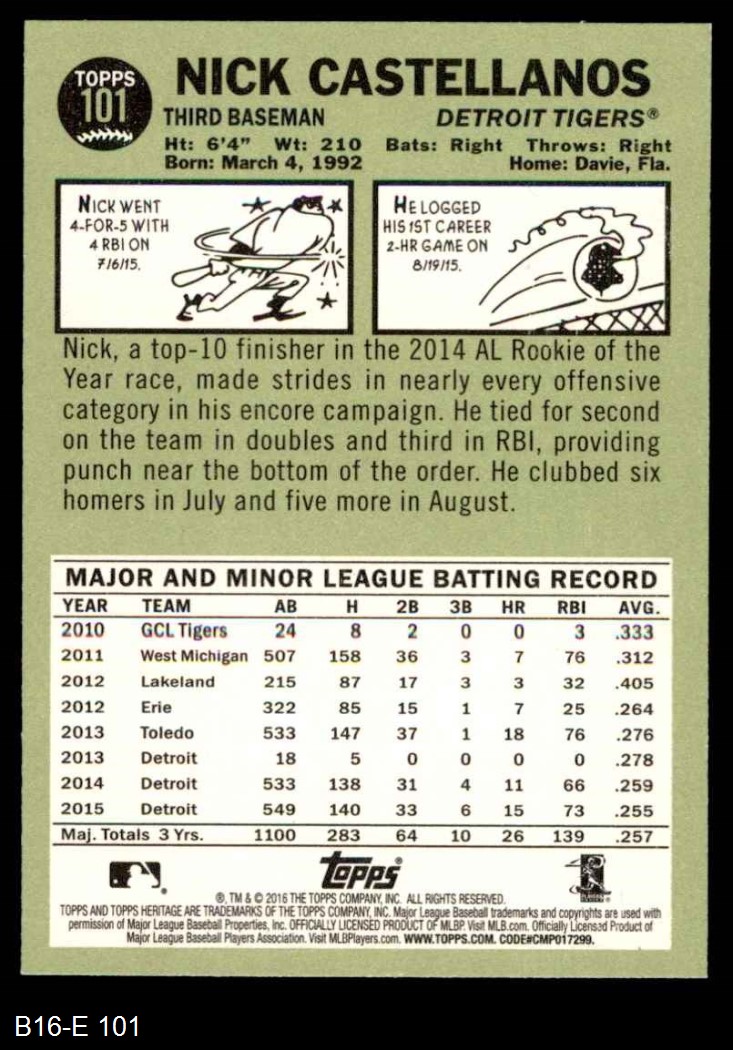 TOPPS
101
NICK CASTELLANOS
THIRD BASEMAN DETROIT TIGERS®
Ht: 6'4" Wt: 210 Bats: Right Throws: Right
Born: March 4, 1992 Home: Davie, Fla.
NICK WENT
4-FOR-5 WITH
4 RBI ON
7/6/15.
HE LOGGED
HIS 1ST CAREER
2-HR GAME ON
8/19/15.
Nick, a top-10 finisher in the 2014 AL Rookie of the
Year race, made strides in nearly every offensive
category in his encore campaign. He tied for second
on the team in doubles and third in RBI, providing
punch near the bottom of the order. He clubbed six
homers in July and five more in August.
MAJOR AND MINOR LEAGUE BATTING RECORD
YEAR TEAM AB H 2B 3B HR RBI AVG.
2010 GCL Tigers 24 8 2 0 0 3 .333
2011 West Michigan 507 158 36 3 7 76 .312
2012 Lakeland 215 87 17 3 3 32 .405
2012 Erie 322 85 15 1 7 25 .264
2013 Toledo 533 147 37 1 18 76 .276
2013 Detroit 18 5 0 0 0 0 .278
2014 Detroit 533 138 31 4 11 66 .259
2015 Detroit 549 140 33 6 15 73 .255
Maj. Totals 3 Yrs. 1100 283 64 10 26 139 .257
topps®
®, TM & © 2016 THE TOPPS COMPANY, INC. ALL RIGHTS RESERVED.
TOPPS AND TOPPS HERITAGE ARE TRADEMARKS OF THE TOPPS COMPANY, INC. Major League Baseball trademarks and copyrights are used with
permission of Major League Baseball Properties, Inc. OFFICIALLY LICENSED PRODUCT OF MLBP. Visit MLB.com. Officially Licensed Product of
Major League Baseball Players Association. Visit MLBPlayers.com. WWW.TOPPS.COM. CODE#CMP017299.
B16-E 101